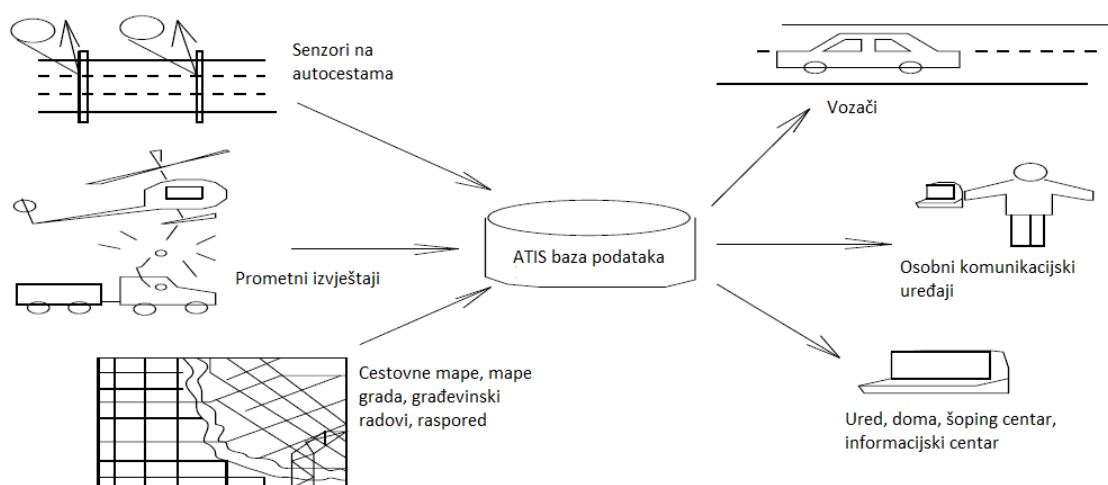 Senzori na
autocestama
Prometni izvještaji
Cestovne mape, mape
grada, građevinski
radovi, raspored
ATIS baza podataka
Vozači
Osobni komunikacijski
uređaji
Ured, doma, šoping centar,
informacijski centar